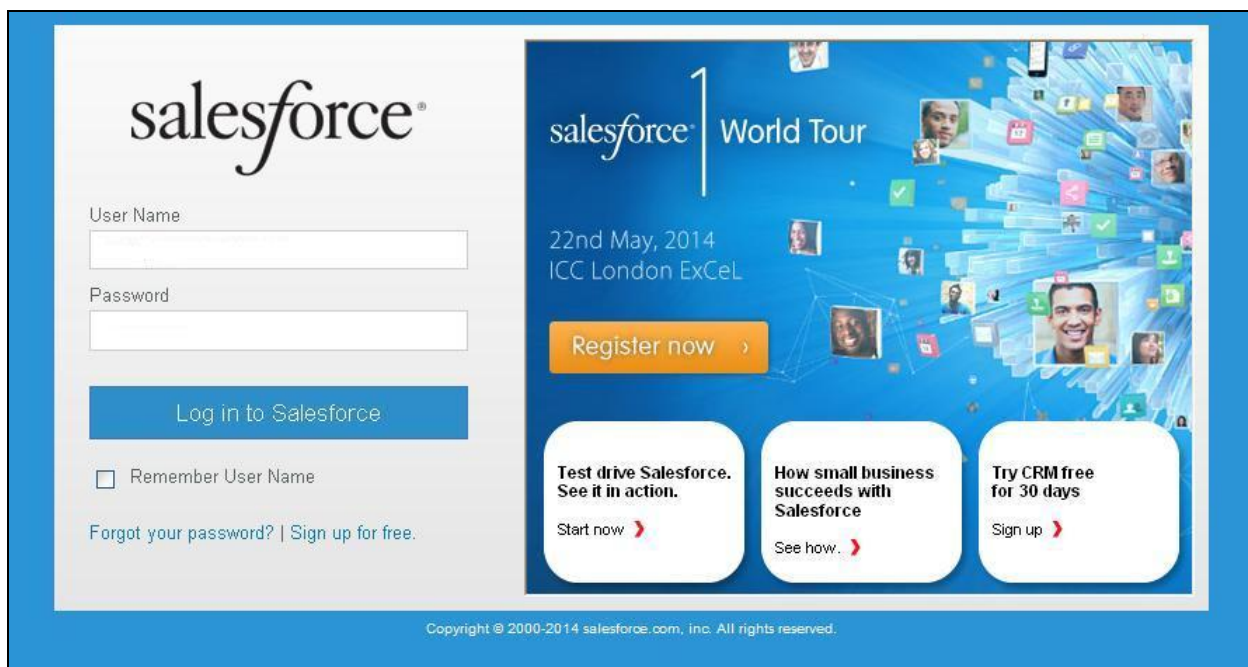 salesforce®
User Name
Password
Log in to Salesforce
Remember User Name
Forgot your password? | Sign up for free.
salesforce® 1 World Tour
22nd May, 2014
ICC London ExCeL
Register now ›
Test drive Salesforce.
See it in action.
Start now ❯
How small business
succeeds with
Salesforce
See how. ❯
Try CRM free
for 30 days
Sign up ❯
Copyright © 2000-2014 salesforce.com, inc. All rights reserved.